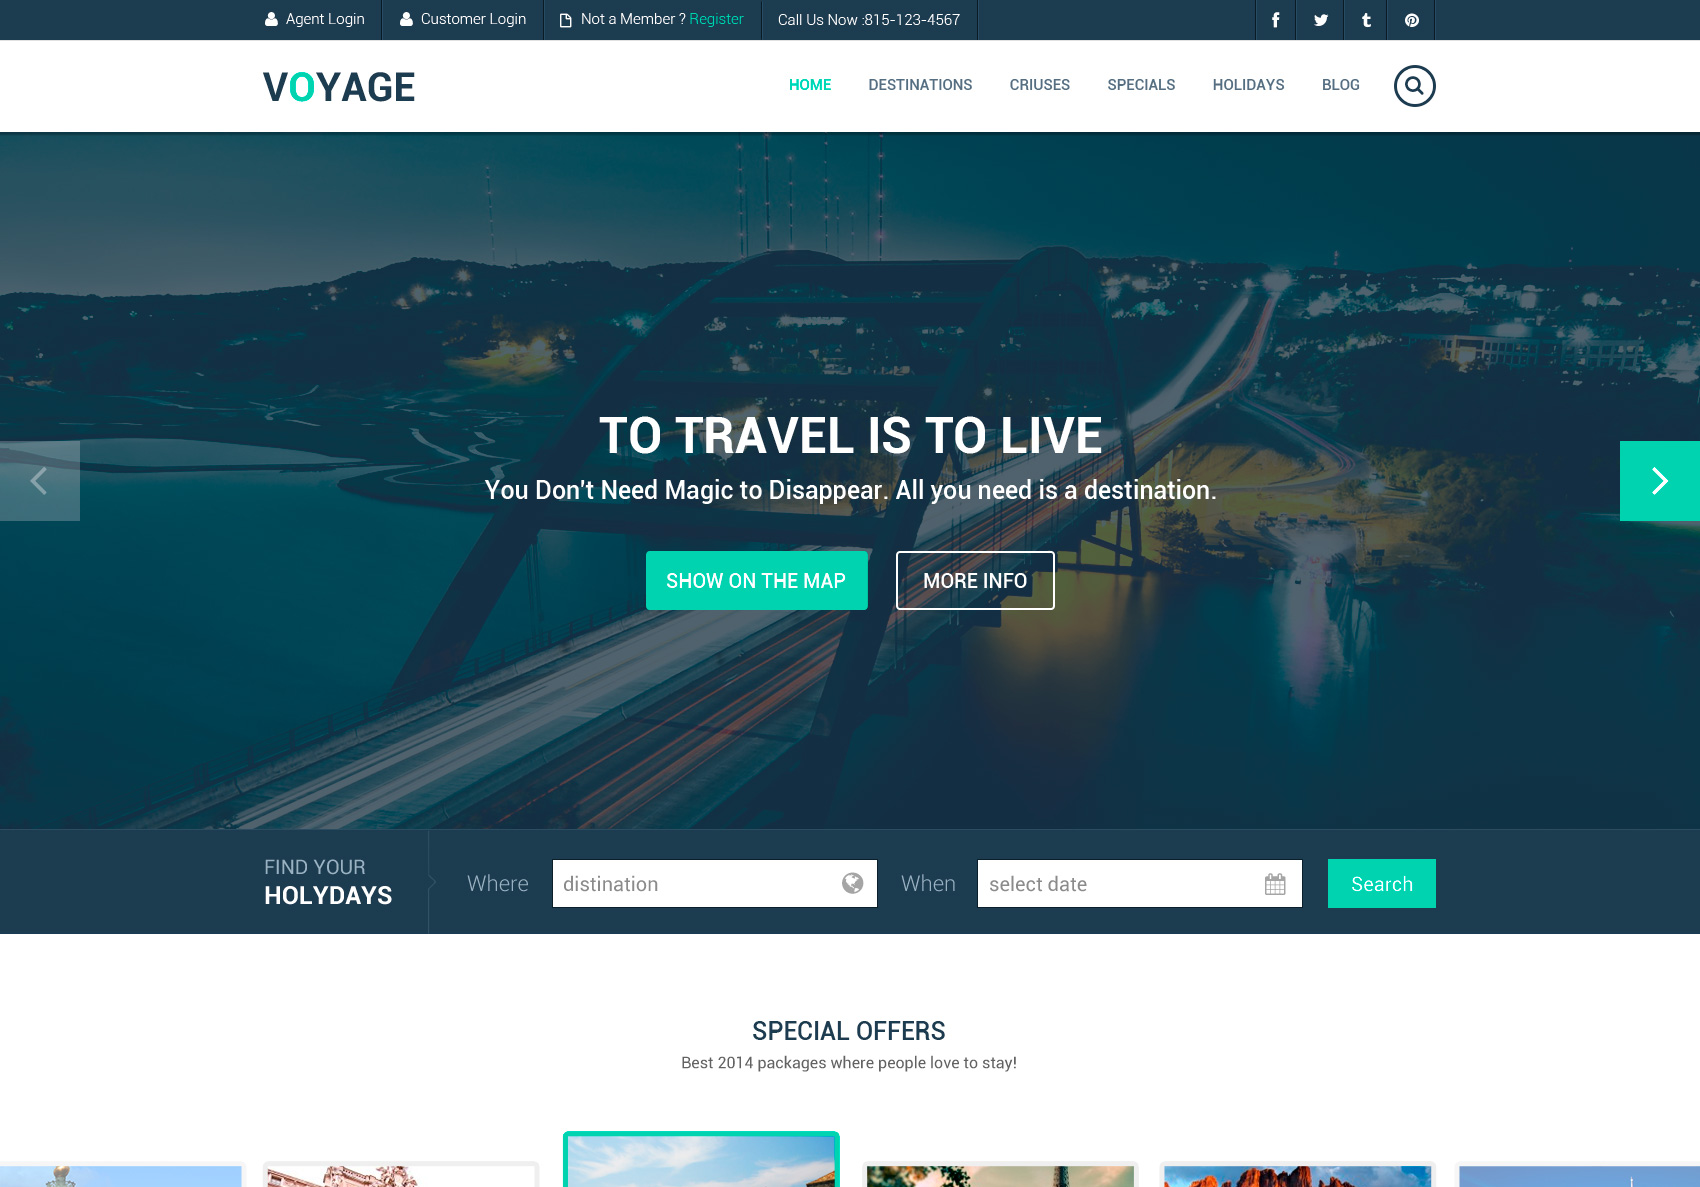 Agent Login
Customer Login
Not a Member ? Register
Call Us Now :815-123-4567
VOYAGE
HOME
DESTINATIONS
CRIUSES
SPECIALS
HOLIDAYS
BLOG
TO TRAVEL IS TO LIVE
You Don't Need Magic to Disappear. All you need is a destination.
SHOW ON THE MAP
MORE INFO
FIND YOUR
HOLYDAYS
Where
distination
When
select date
Search
SPECIAL OFFERS
Best 2014 packages where people love to stay!